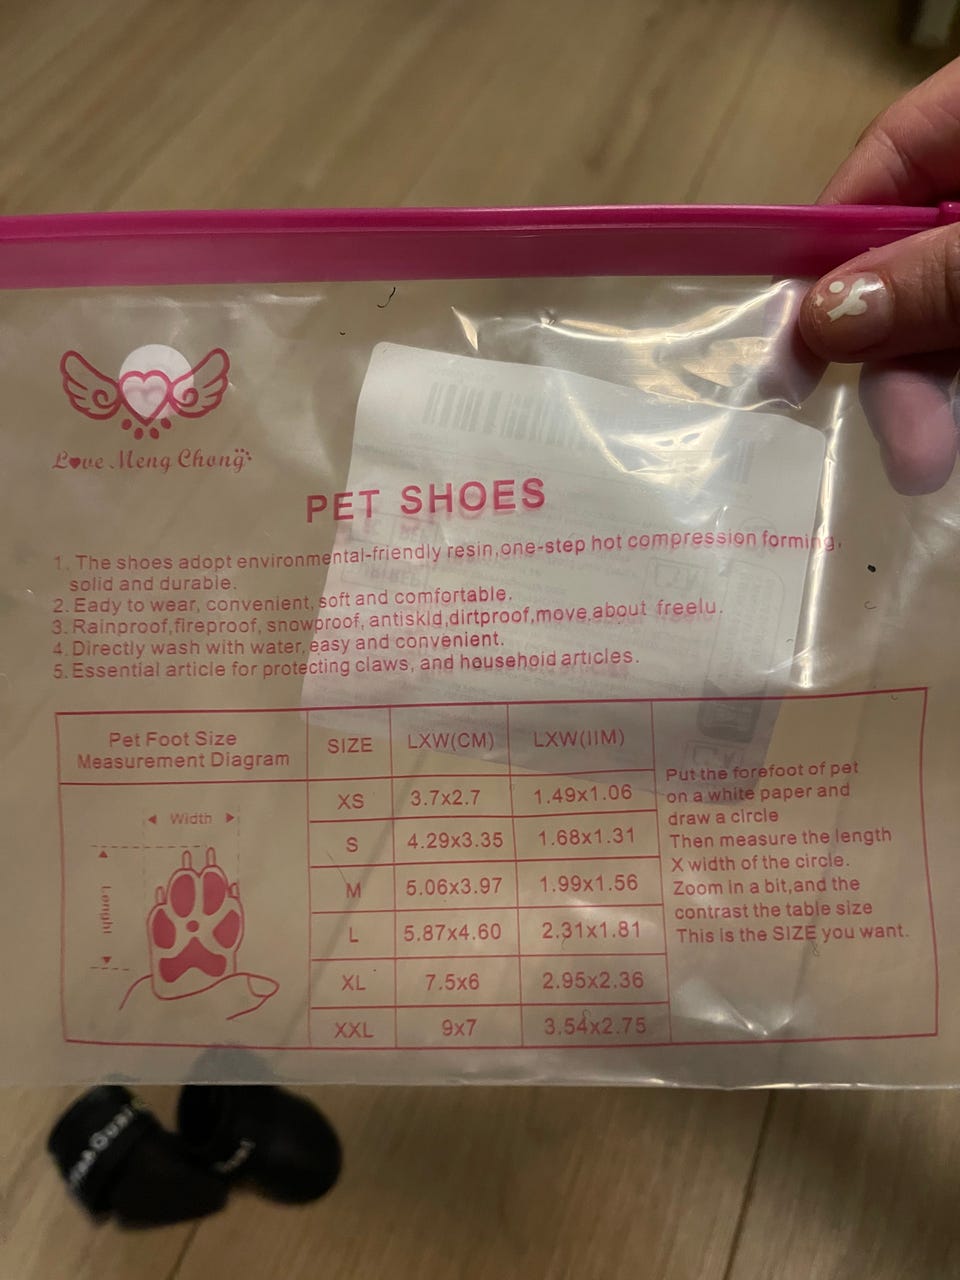 Love Meng Chong
PET SHOES
1. The shoes adopt environmental-friendly resin,one-step hot compression forming,
solid and durable.
2. Eady to wear, convenient, soft and comfortable.
3. Rainproof,fireproof, snowproof, antiskld,dirtproof,move,about freelu.
4. Directly wash with water, easy and convenient.
5. Essential article for protecting claws, and househoid articles.
Pet Foot Size
Measurement Diagram
Width
Lenght
SIZE LXW(CM) LXW(IIM)
XS 3.7x2.7 1.49x1.06
S 4.29x3.35 1.68x1.31
M 5.06x3.97 1.99x1.56
L 5.87x4.60 2.31x1.81
XL 7.5x6 2.95x2.36
XXL 9x7 3.54x2.75
Put the forefoot of pet
on a white paper and
draw a circle
Then measure the length
X width of the circle.
Zoom in a bit,and the
contrast the table size
This is the SIZE you want.